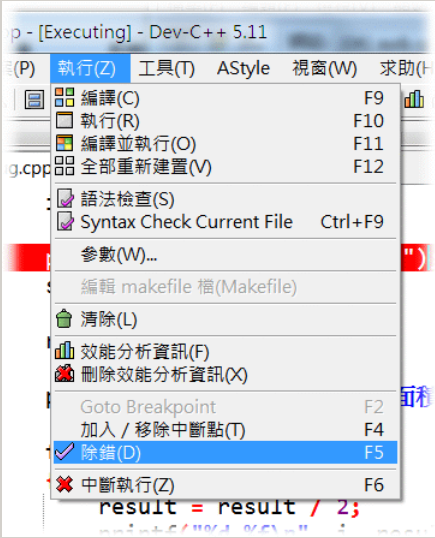 pp - [Executing] - Dev-C++ 5.11
(P) 執行(Z) 工具(T) AStyle 視窗(W) 求助(H
編譯(C) F9
執行(R) F10
編譯並執行(O) F11
g.cpp 全部重新建置(V) F12
語法檢查(S)
Syntax Check Current File Ctrl+F9
參數(W)...
")
編輯 makefile 檔(Makefile)
清除(L)
效能分析資訊(F)
刪除效能分析資訊(X)
Goto Breakpoint F2
面積
加入 / 移除中斷點(T) F4
除錯(D) F5
中斷執行(Z) F6
result = result / 2;